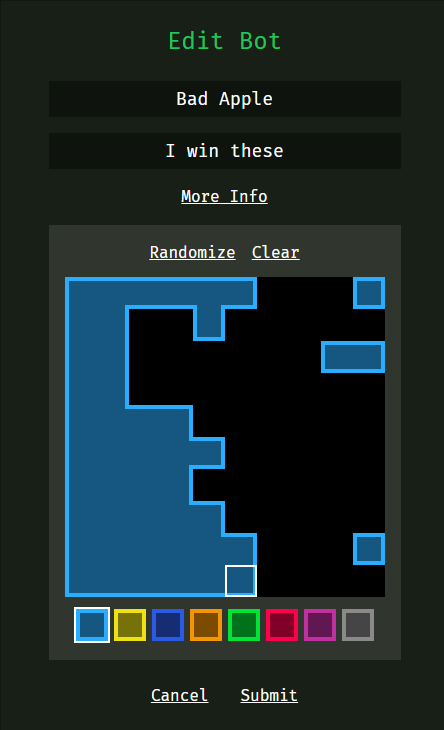 Edit Bot
Bad Apple
I win these
More Info
Randomize Clear
Cancel Submit